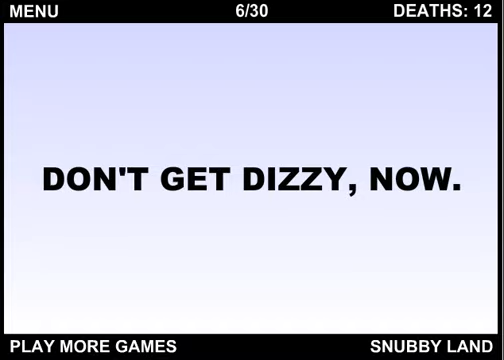 MENU 6/30 DEATHS: 12
DON'T GET DIZZY, NOW.
PLAY MORE GAMES SNUBBY LAND